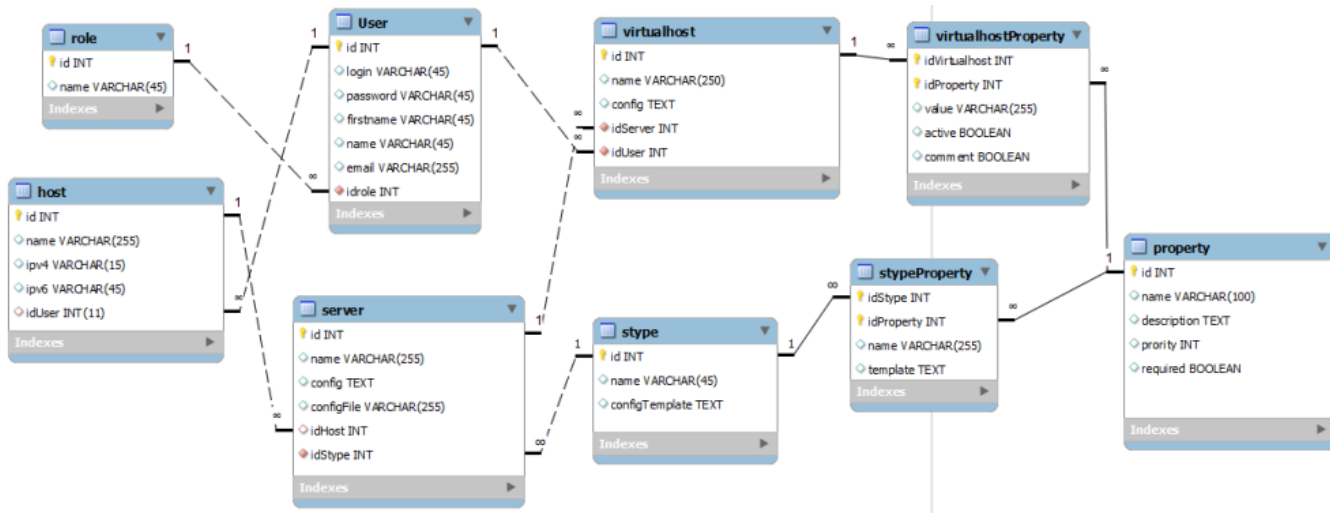 role
id INT
name VARCHAR(45)
Indexes
User
id INT
login VARCHAR(45)
password VARCHAR(45)
firstname VARCHAR(45)
name VARCHAR(45)
email VARCHAR(255)
idrole INT
Indexes
virtualhost
id INT
name VARCHAR(250)
config TEXT
idServer INT
idUser INT
Indexes
virtualhostProperty
idVirtualhost INT
idProperty INT
value VARCHAR(255)
active BOOLEAN
comment BOOLEAN
Indexes
host
id INT
name VARCHAR(255)
ipv4 VARCHAR(15)
ipv6 VARCHAR(45)
idUser INT(11)
Indexes
server
id INT
name VARCHAR(255)
config TEXT
configFile VARCHAR(255)
idHost INT
idStype INT
Indexes
stype
id INT
name VARCHAR(45)
configTemplate TEXT
Indexes
stypeProperty
idStype INT
idProperty INT
name VARCHAR(255)
template TEXT
Indexes
property
id INT
name VARCHAR(100)
description TEXT
prority INT
required BOOLEAN
Indexes
1
∞
1
1
∞
1
∞
∞
∞
1
∞
1
∞
1
∞
1
∞
1
∞
1